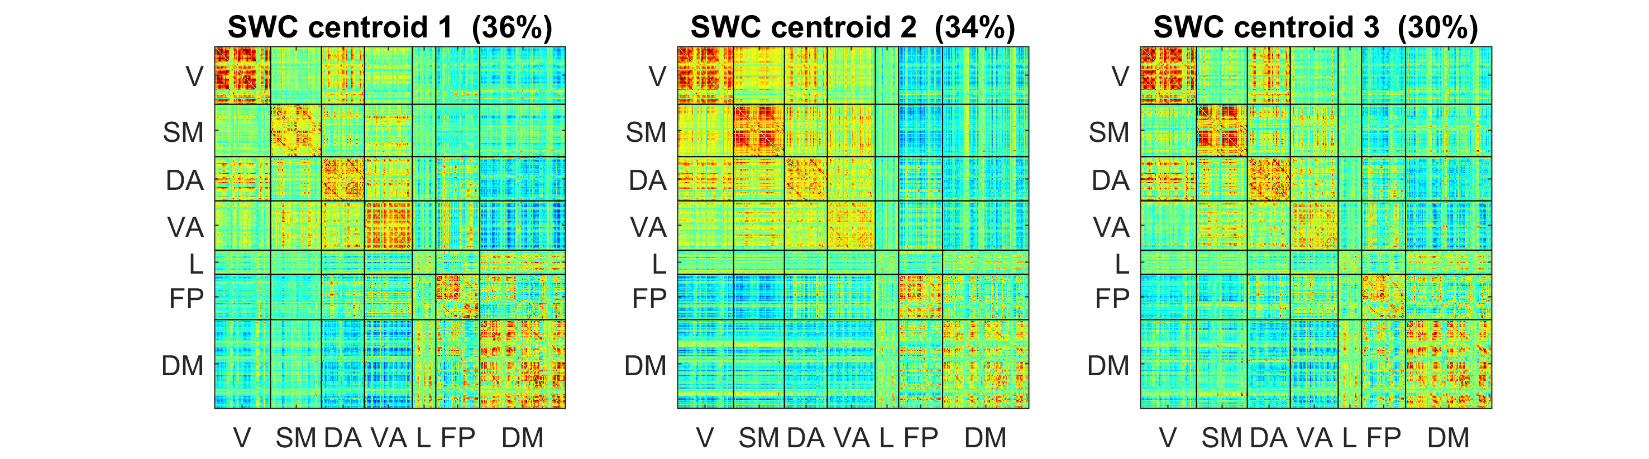 SWC centroid 1 (36%)
V
SM
DA
VA
L
FP
DM
V SM DA VA L FP DM
SWC centroid 2 (34%)
V
SM
DA
VA
L
FP
DM
V SM DA VA L FP DM
SWC centroid 3 (30%)
V
SM
DA
VA
L
FP
DM
V SM DA VA L FP DM